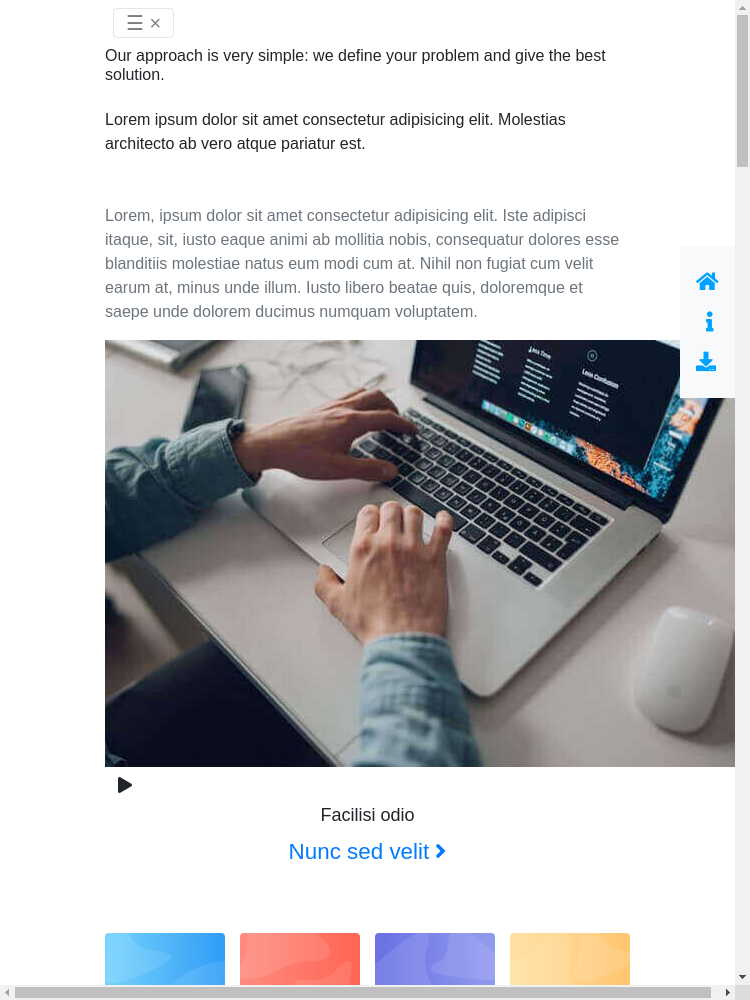 ☰ ×
Our approach is very simple: we define your problem and give the best
solution.
Lorem ipsum dolor sit amet consectetur adipisicing elit. Molestias
architecto ab vero atque pariatur est.
Lorem, ipsum dolor sit amet consectetur adipisicing elit. Iste adipisci
itaque, sit, iusto eaque animi ab mollitia nobis, consequatur dolores esse
blanditiis molestiae natus eum modi cum at. Nihil non fugiat cum velit
earum at, minus unde illum. Iusto libero beatae quis, doloremque et
saepe unde dolorem ducimus numquam voluptatem.
Less Time
Less Confusion
Facilisi odio
Nunc sed velit